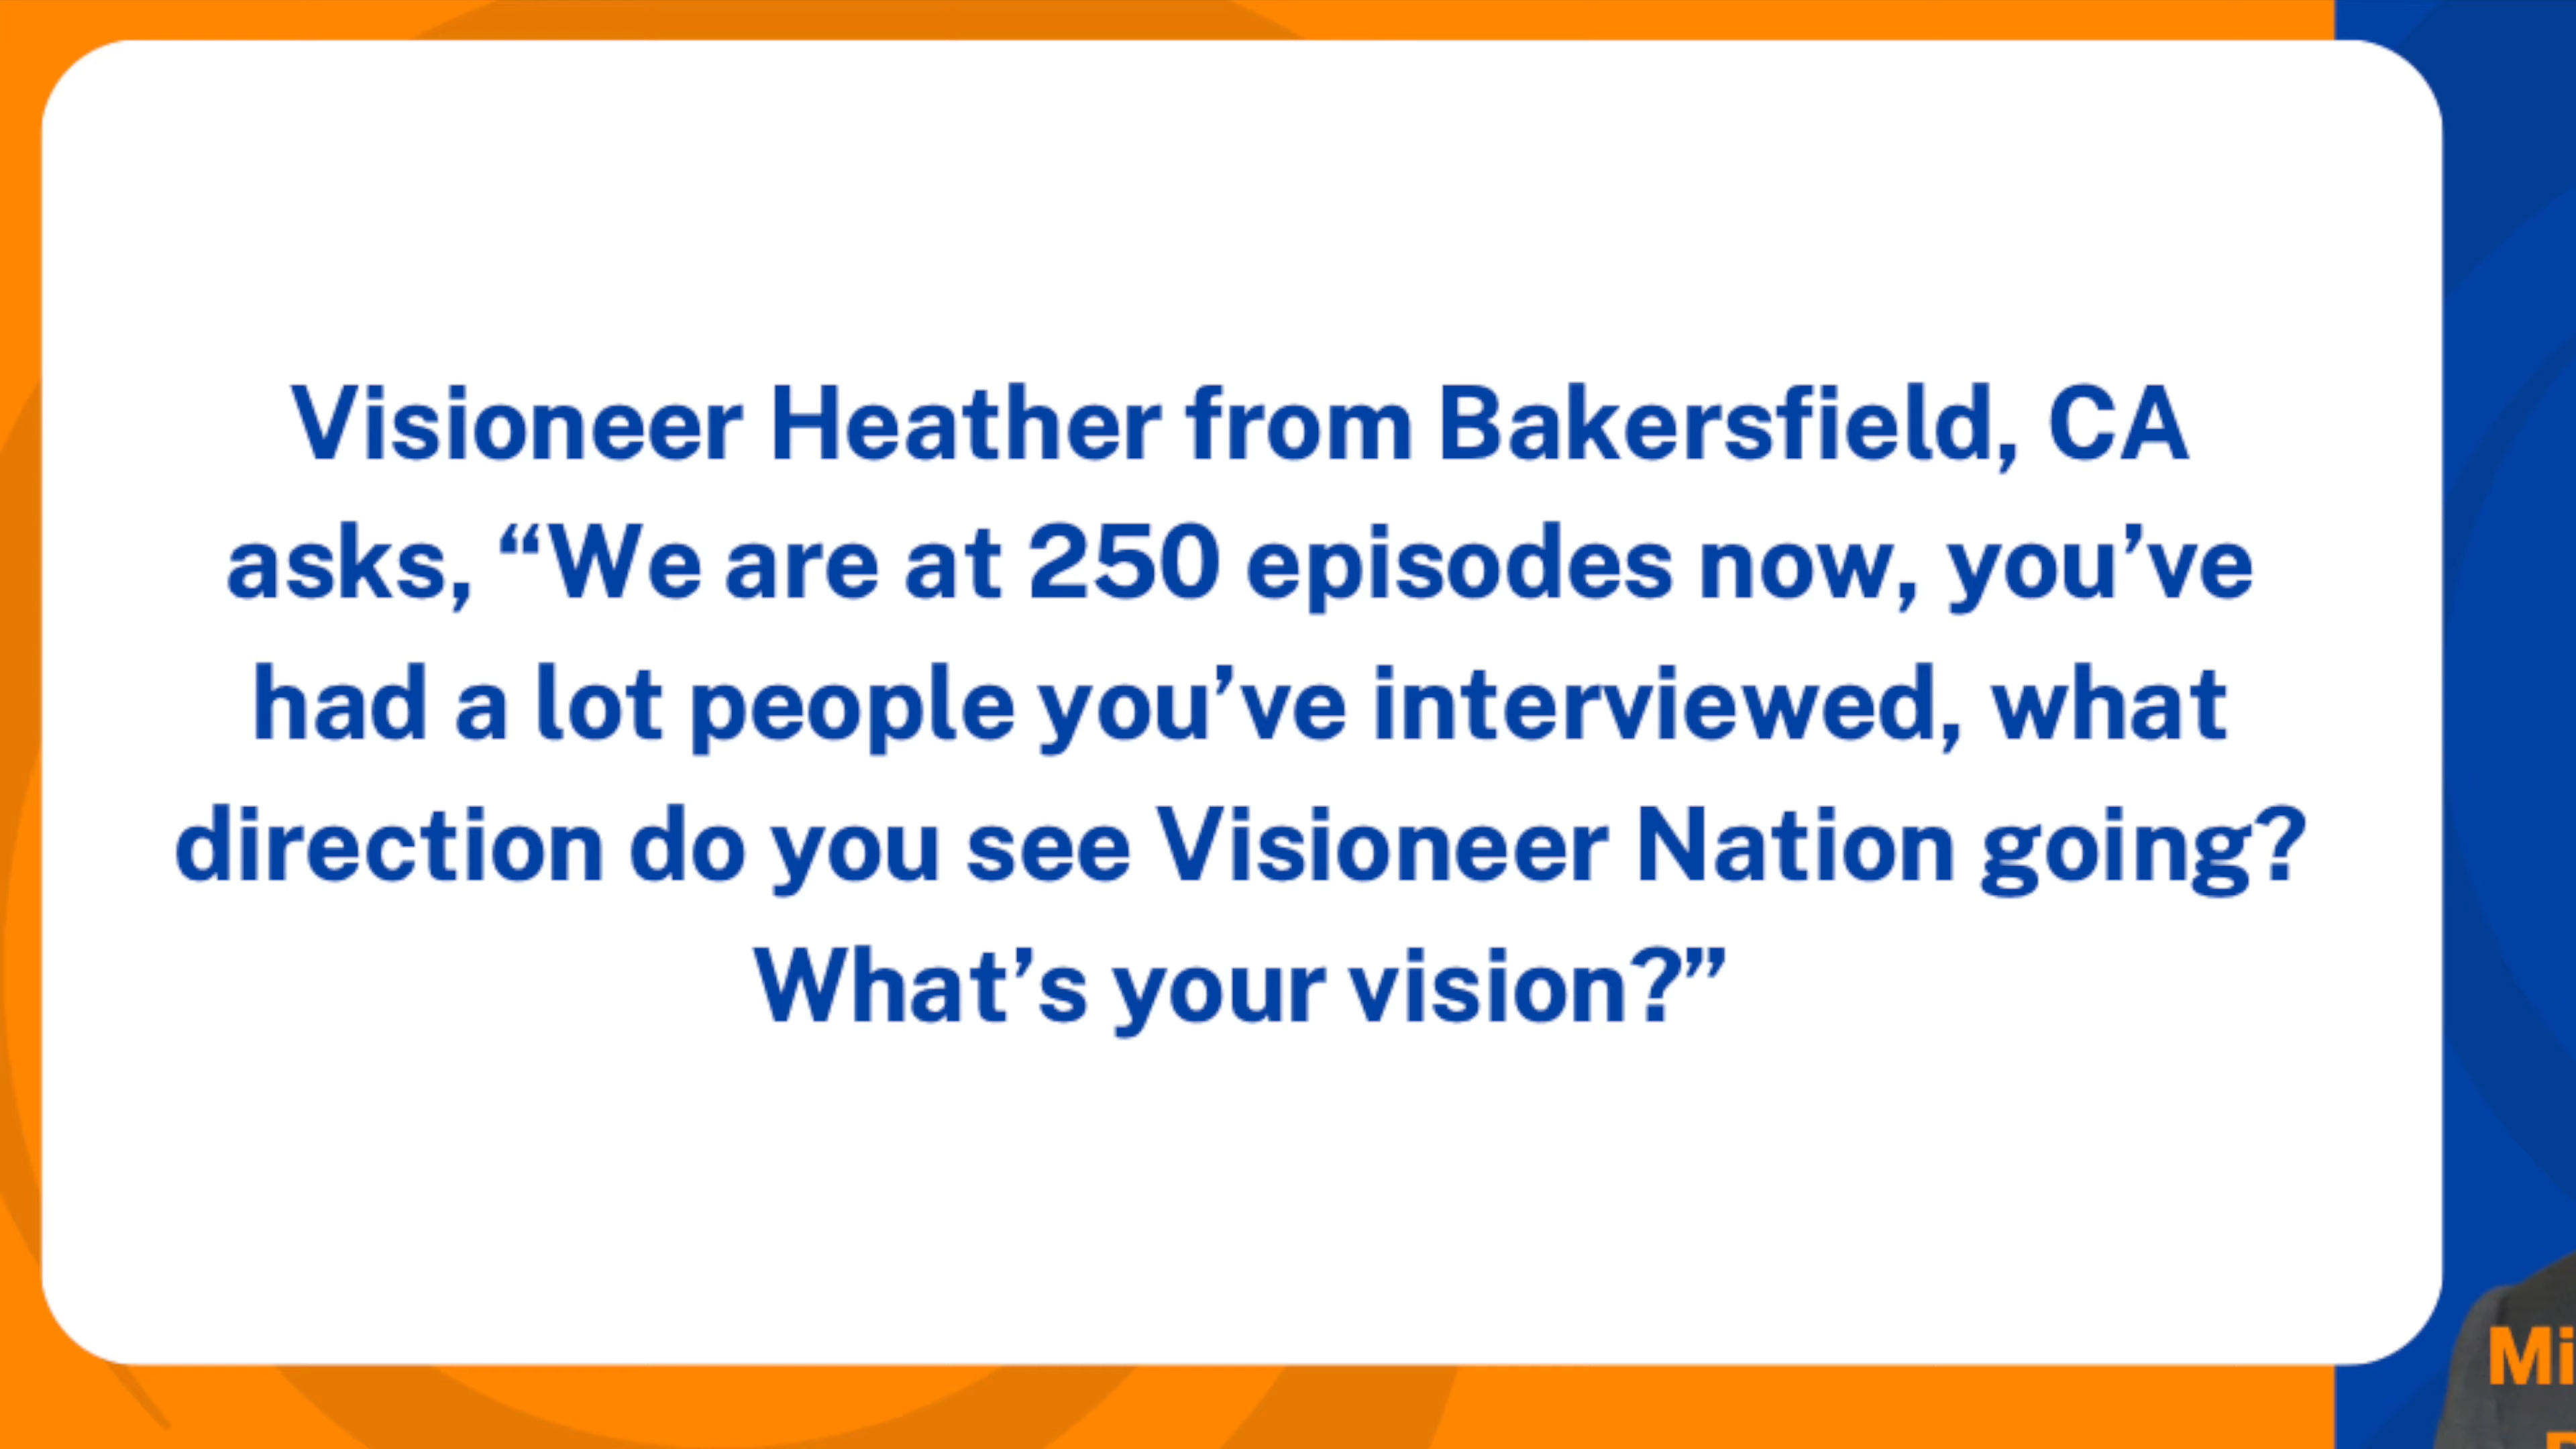 Visioneer Heather from Bakersfield, CA
asks, “We are at 250 episodes now, you’ve
had a lot people you’ve interviewed, what
direction do you see Visioneer Nation going?
What’s your vision?”
Mi